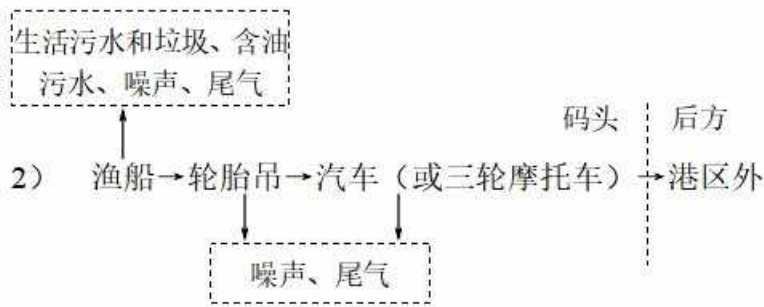 生活污水和垃圾、含油
污水、噪声、尾气
码头 后方
2） 渔船→轮胎吊→汽车（或三轮摩托车）→港区外
噪声、尾气